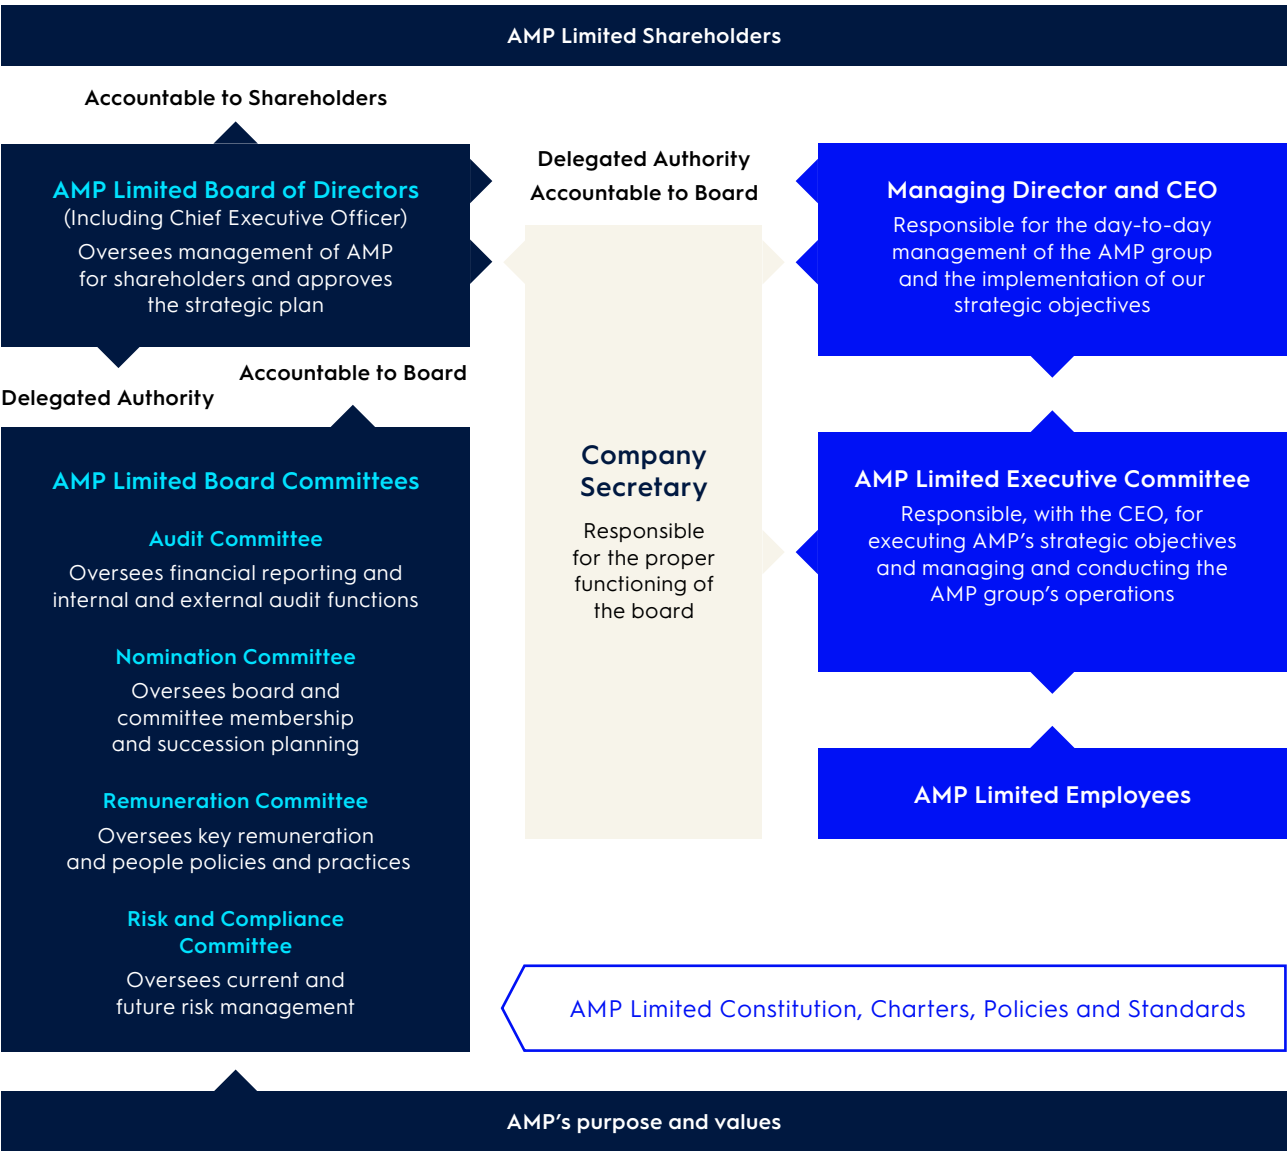 AMP Limited Shareholders
Accountable to Shareholders
AMP Limited Board of Directors
(Including Chief Executive Officer)
Oversees management of AMP
for shareholders and approves
the strategic plan
Delegated Authority
Accountable to Board
Managing Director and CEO
Responsible for the day-to-day
management of the AMP group
and the implementation of our
strategic objectives
Accountable to Board
Delegated Authority
AMP Limited Board Committees
Audit Committee
Oversees financial reporting and
internal and external audit functions
Nomination Committee
Oversees board and
committee membership
and succession planning
Remuneration Committee
Oversees key remuneration
and people policies and practices
Risk and Compliance
Committee
Oversees current and
future risk management
Company
Secretary
Responsible
for the proper
functioning of
the board
AMP Limited Executive Committee
Responsible, with the CEO, for
executing AMP’s strategic objectives
and managing and conducting the
AMP group’s operations
AMP Limited Employees
AMP Limited Constitution, Charters, Policies and Standards
AMP’s purpose and values